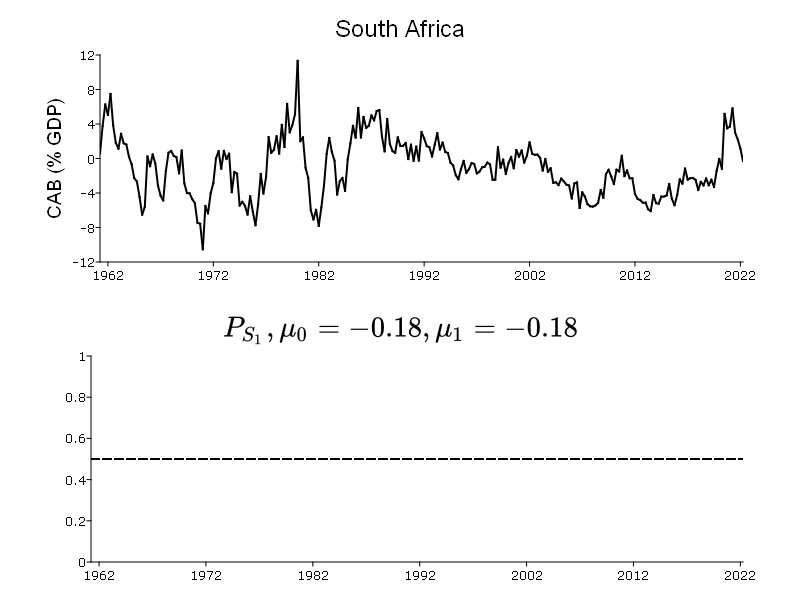 South Africa
CAB (% GDP)
12
8
4
0
−4
−8
−12
1962 1972 1982 1992 2002 2012 2022
P_{S_1}, μ_0 = −0.18, μ_1 = −0.18
1
0.8
0.6
0.4
0.2
0
1962 1972 1982 1992 2002 2012 2022